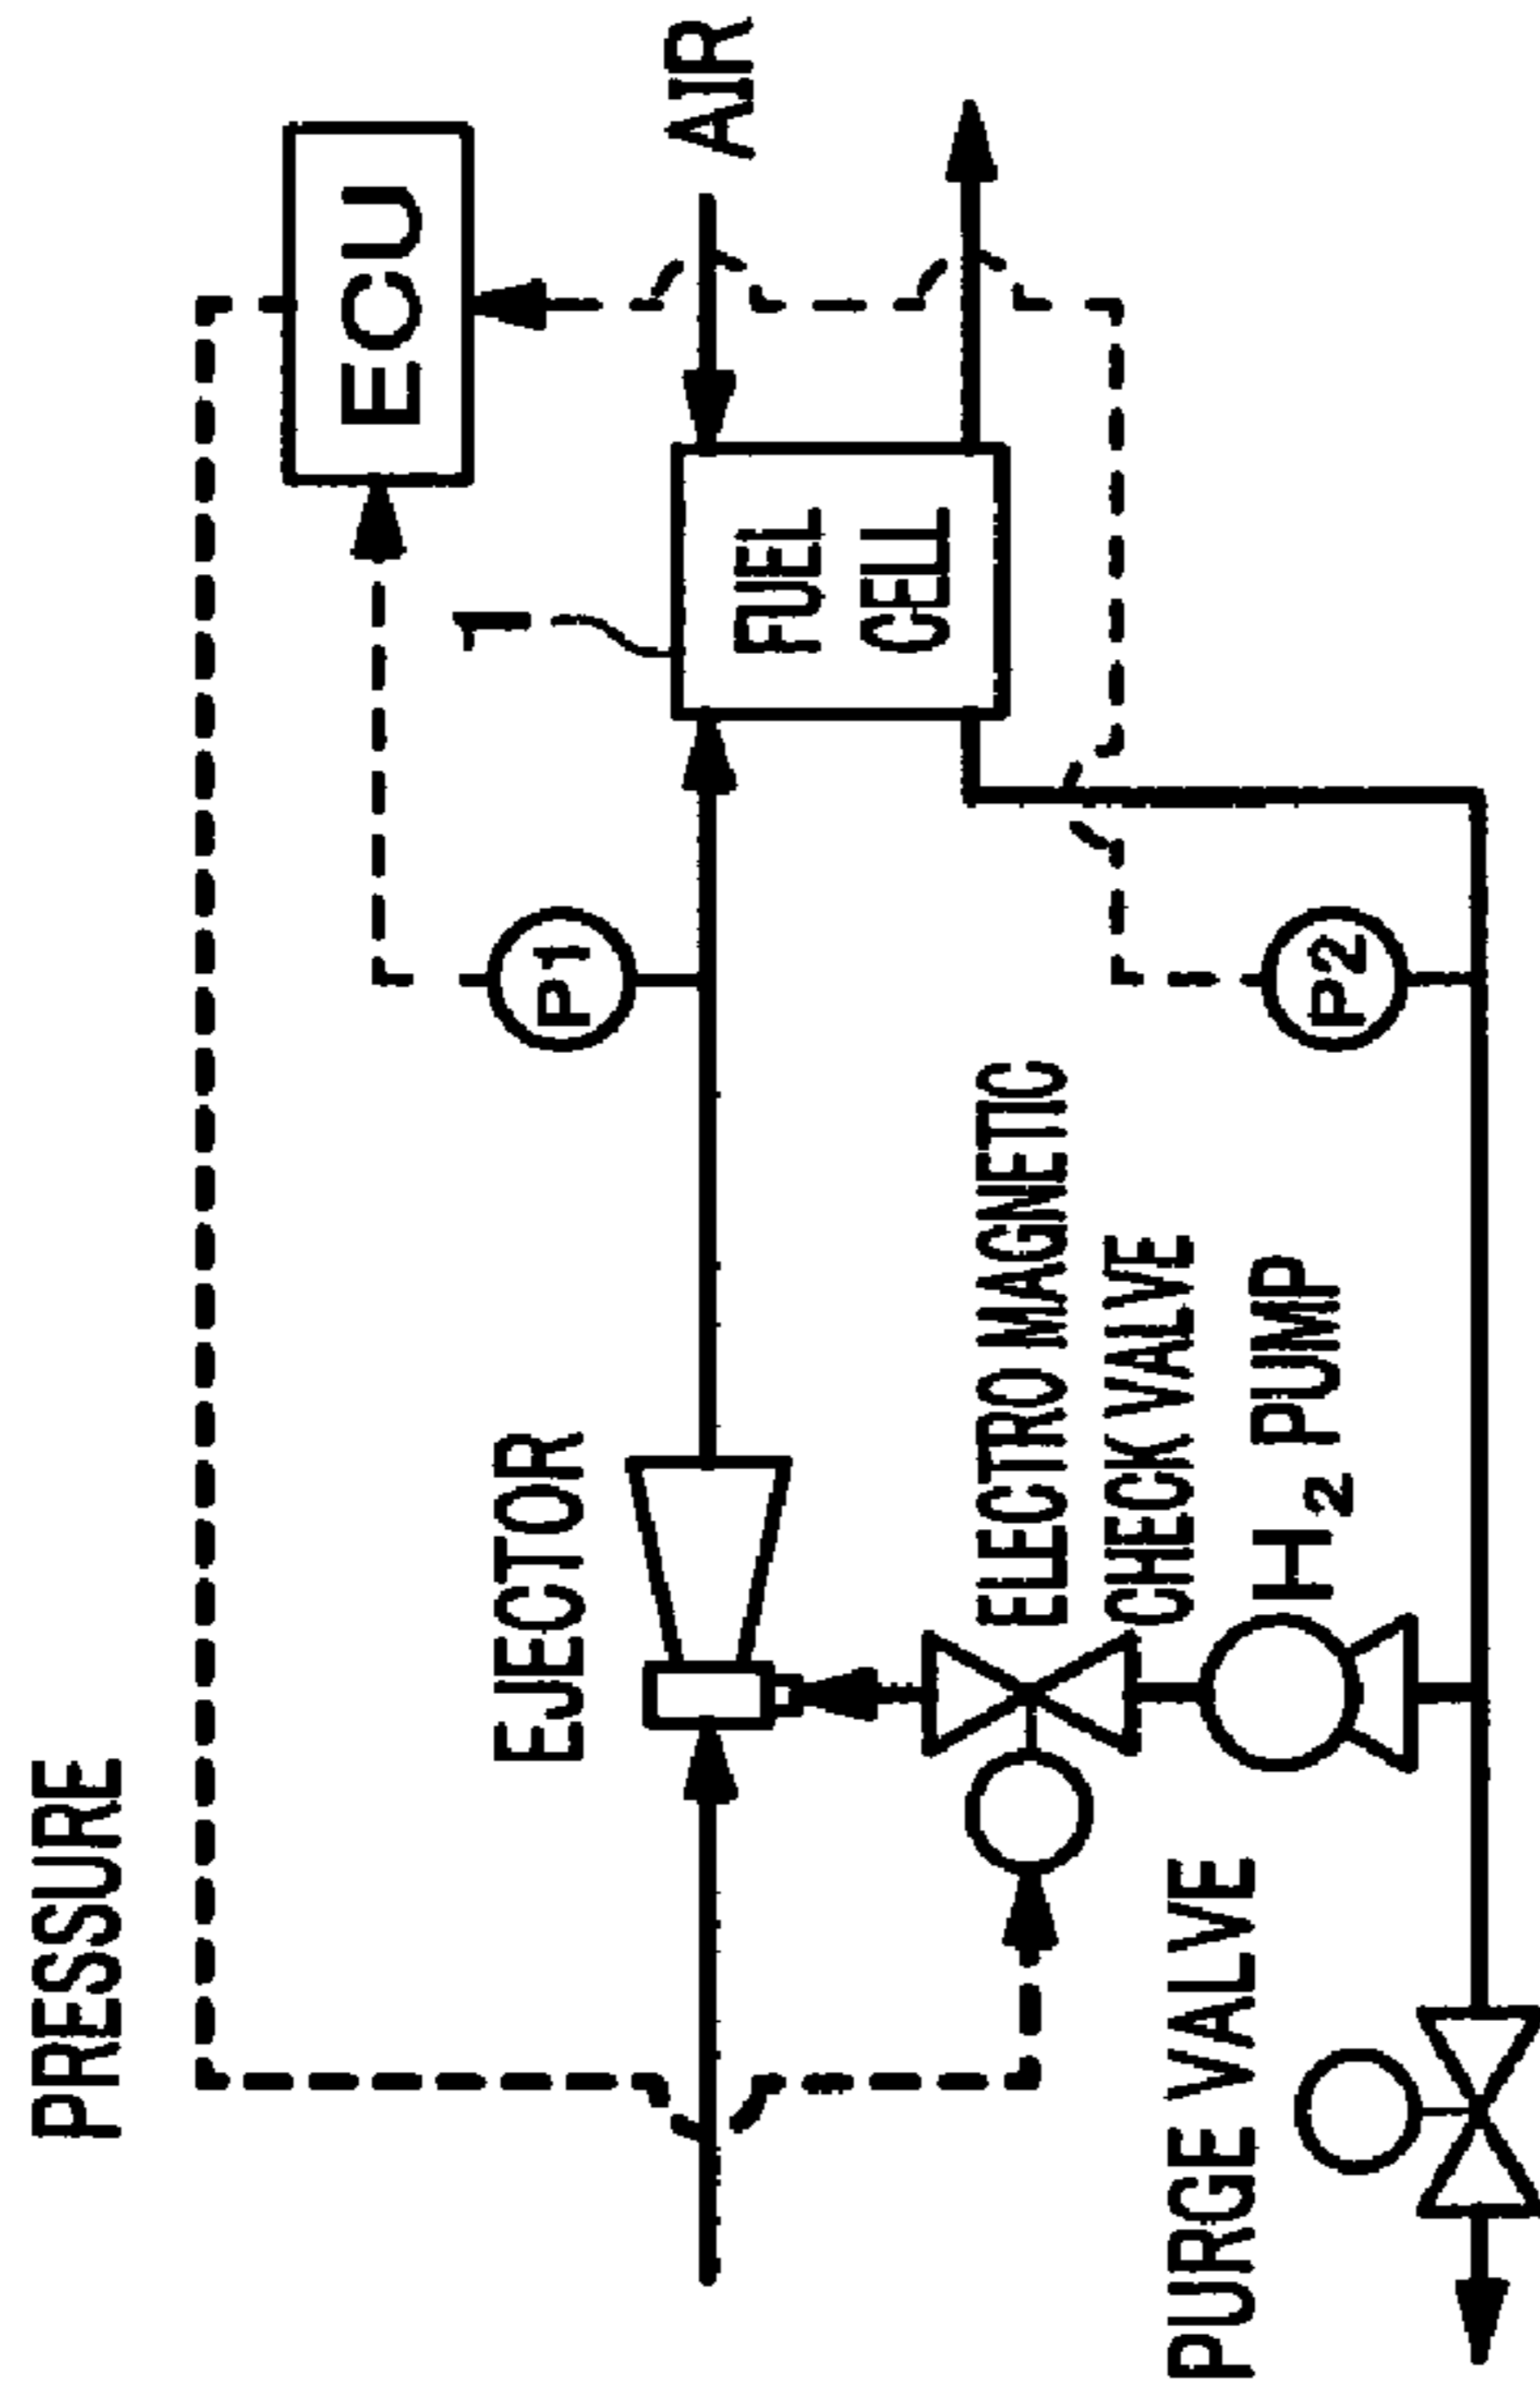 PRESSURE
ECU
AIR
1
EJECTOR
P1
FUEL
CELL
ELECTRO MAGNETIC
CHECK VALVE
H2 PUMP
P2
PURGE VALVE